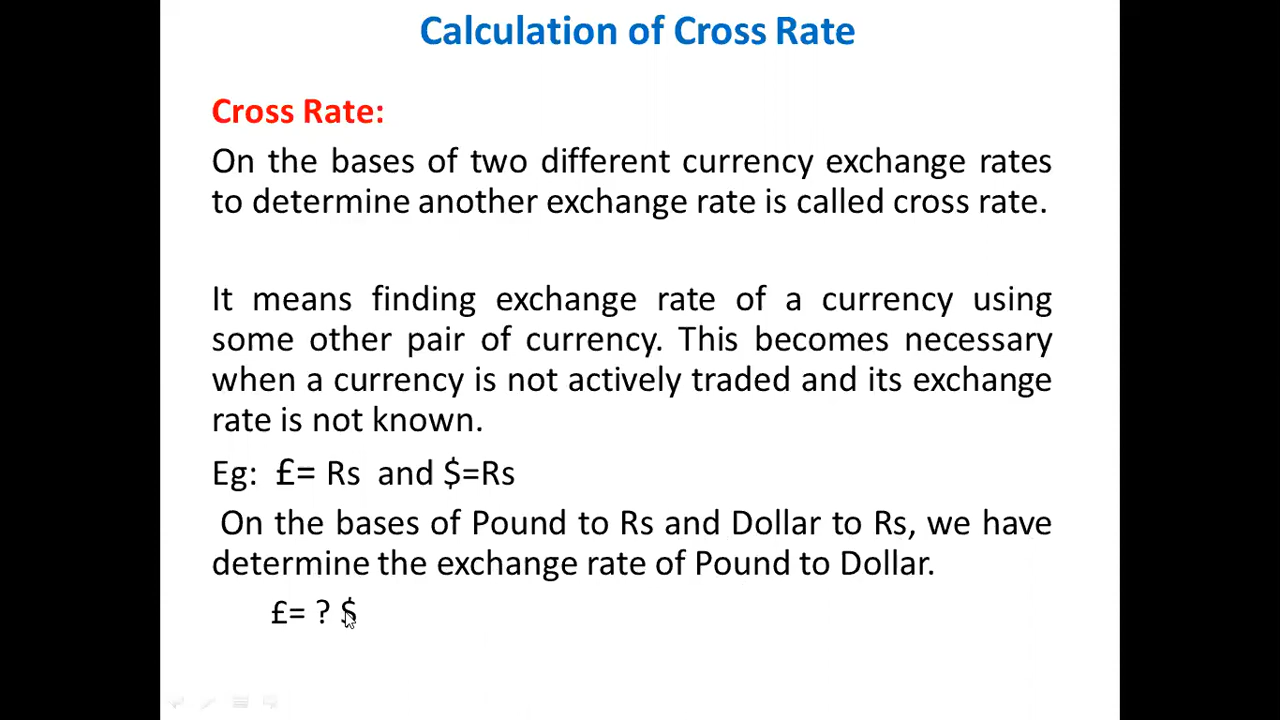 Calculation of Cross Rate
Cross Rate:
On the bases of two different currency exchange rates
to determine another exchange rate is called cross rate.
It means finding exchange rate of a currency using
some other pair of currency. This becomes necessary
when a currency is not actively traded and its exchange
rate is not known.
Eg: £= Rs and $=Rs
On the bases of Pound to Rs and Dollar to Rs, we have
determine the exchange rate of Pound to Dollar.
£= ? $